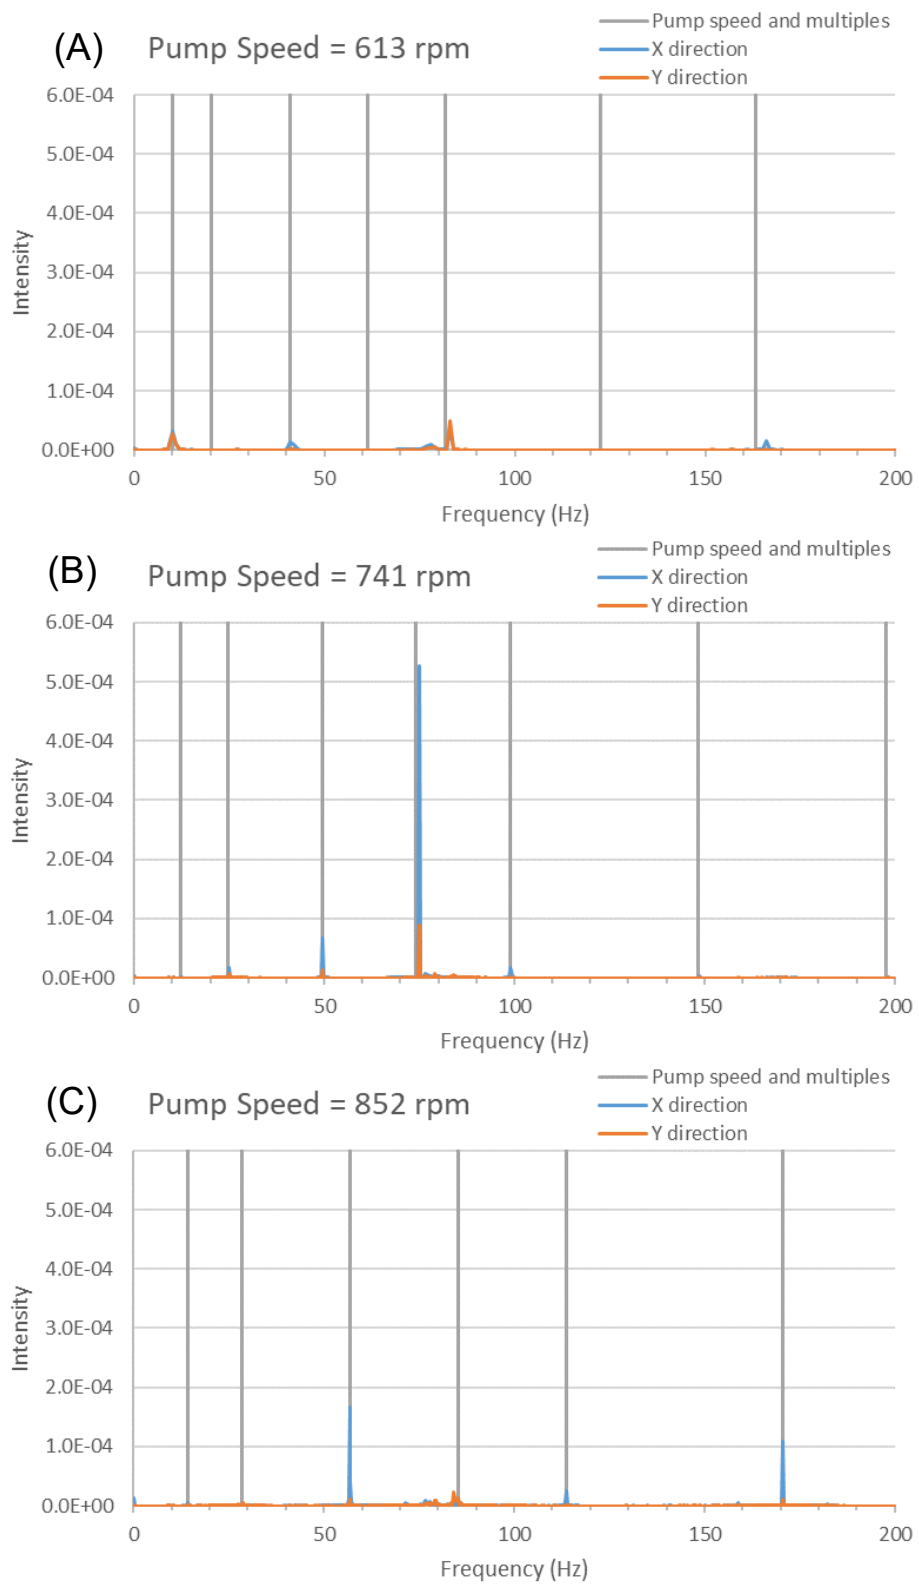 (A) Pump Speed = 613 rpm
Pump speed and multiples
X direction
Y direction
6.0E-04
5.0E-04
4.0E-04
3.0E-04
2.0E-04
1.0E-04
0.0E+00
Intensity
0 50 100 150 200
Frequency (Hz)
(B) Pump Speed = 741 rpm
Pump speed and multiples
X direction
Y direction
6.0E-04
5.0E-04
4.0E-04
3.0E-04
2.0E-04
1.0E-04
0.0E+00
Intensity
0 50 100 150 200
Frequency (Hz)
(C) Pump Speed = 852 rpm
Pump speed and multiples
X direction
Y direction
6.0E-04
5.0E-04
4.0E-04
3.0E-04
2.0E-04
1.0E-04
0.0E+00
Intensity
0 50 100 150 200
Frequency (Hz)